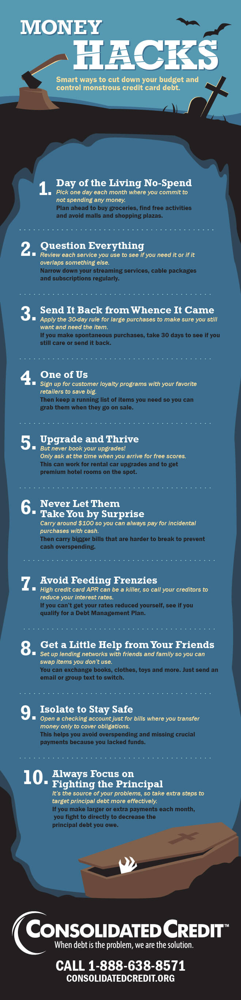 MONEY
HACKS
Smart ways to cut down your budget and
control monstrous credit card debt.
1. Day of the Living No-Spend
Pick one day each month where you commit to
not spending any money.
Plan ahead to buy groceries, find free activities
and avoid malls and shopping plazas.
2. Question Everything
Review each service you use to see if you need it or if it
overlaps something else.
Narrow down your streaming services, cable packages
and subscriptions regularly.
3. Send It Back from Whence It Came
Apply the 30-day rule for large purchases to make sure you still
want and need the item.
If you make spontaneous purchases, take 30 days to see if you
still care or send it back.
4. One of Us
Sign up for customer loyalty programs with your favorite
retailers to save big.
Then keep a running list of items you need so you can
grab them when they go on sale.
5. Upgrade and Thrive
But never book your upgrades!
Only ask at the time when you arrive for free scores.
This can work for rental car upgrades and to get
premium hotel rooms on the spot.
6. Never Let Them
Take You by Surprise
Carry around $100 so you can always pay for incidental
purchases with cash.
Then carry bigger bills that are harder to break to prevent
cash overspending.
7. Avoid Feeding Frenzies
High credit card APR can be a killer, so call your creditors to
reduce your interest rates.
If you can't get your rates reduced yourself, see if you
qualify for a Debt Management Plan.
8. Get a Little Help from Your Friends
Set up lending networks with friends and family so you can
swap items you don't use.
You can exchange books, clothes, toys and more. Just send an
email or group text to switch.
9. Isolate to Stay Safe
Open a checking account just for bills where you transfer
money only to cover obligations.
This helps you avoid overspending and missing crucial
payments because you lacked funds.
10. Always Focus on
Fighting the Principal
It's the source of your problems, so take extra steps to
target principal debt more effectively.
If you make larger or extra payments each month,
you fight to directly to decrease the
principal debt you owe.
CONSOLIDATED CREDIT™
When debt is the problem, we are the solution.
CALL 1-888-638-8571
CONSOLIDATEDCREDIT.ORG